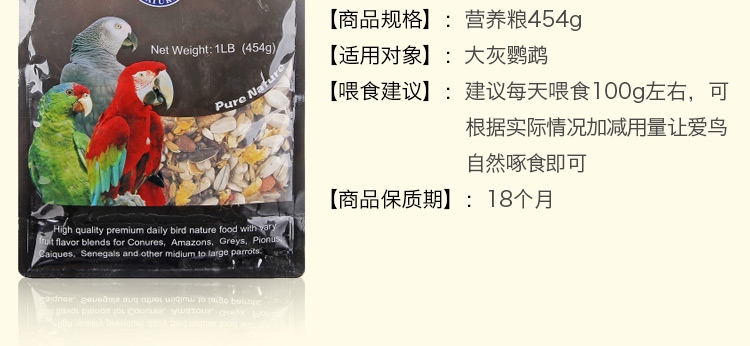 NATUR
Net Weight:1LB (454g)
Pure Nature
High quality premium daily bird nature food with vary
fruit flavor blends for Conures, Amazons, Greys, Pionus,
Caiques, Senegals and other midium to large parrots.
【商品规格】：营养粮454g
【适用对象】：大灰鹦鹉
【喂食建议】：建议每天喂食100g左右，可
根据实际情况加减用量让爱鸟
自然啄食即可
【商品保质期】：18个月